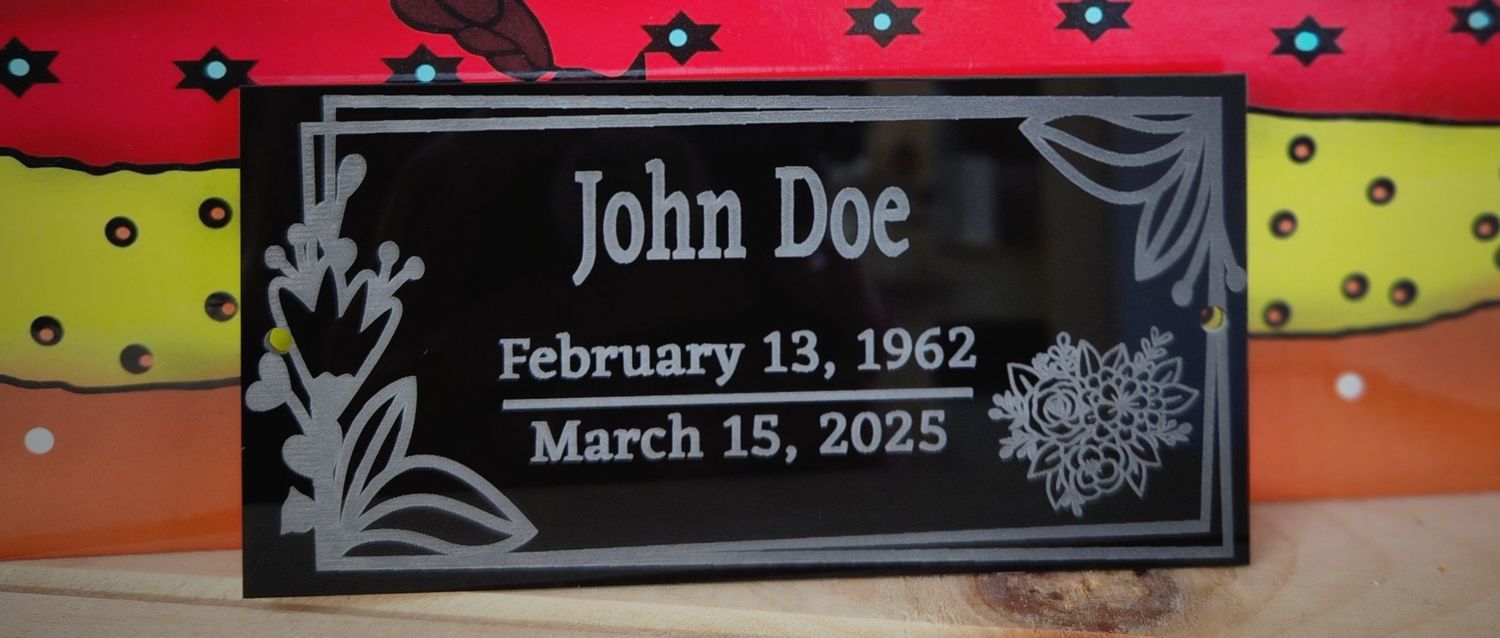 John Doe
February 13, 1962
March 15, 2025